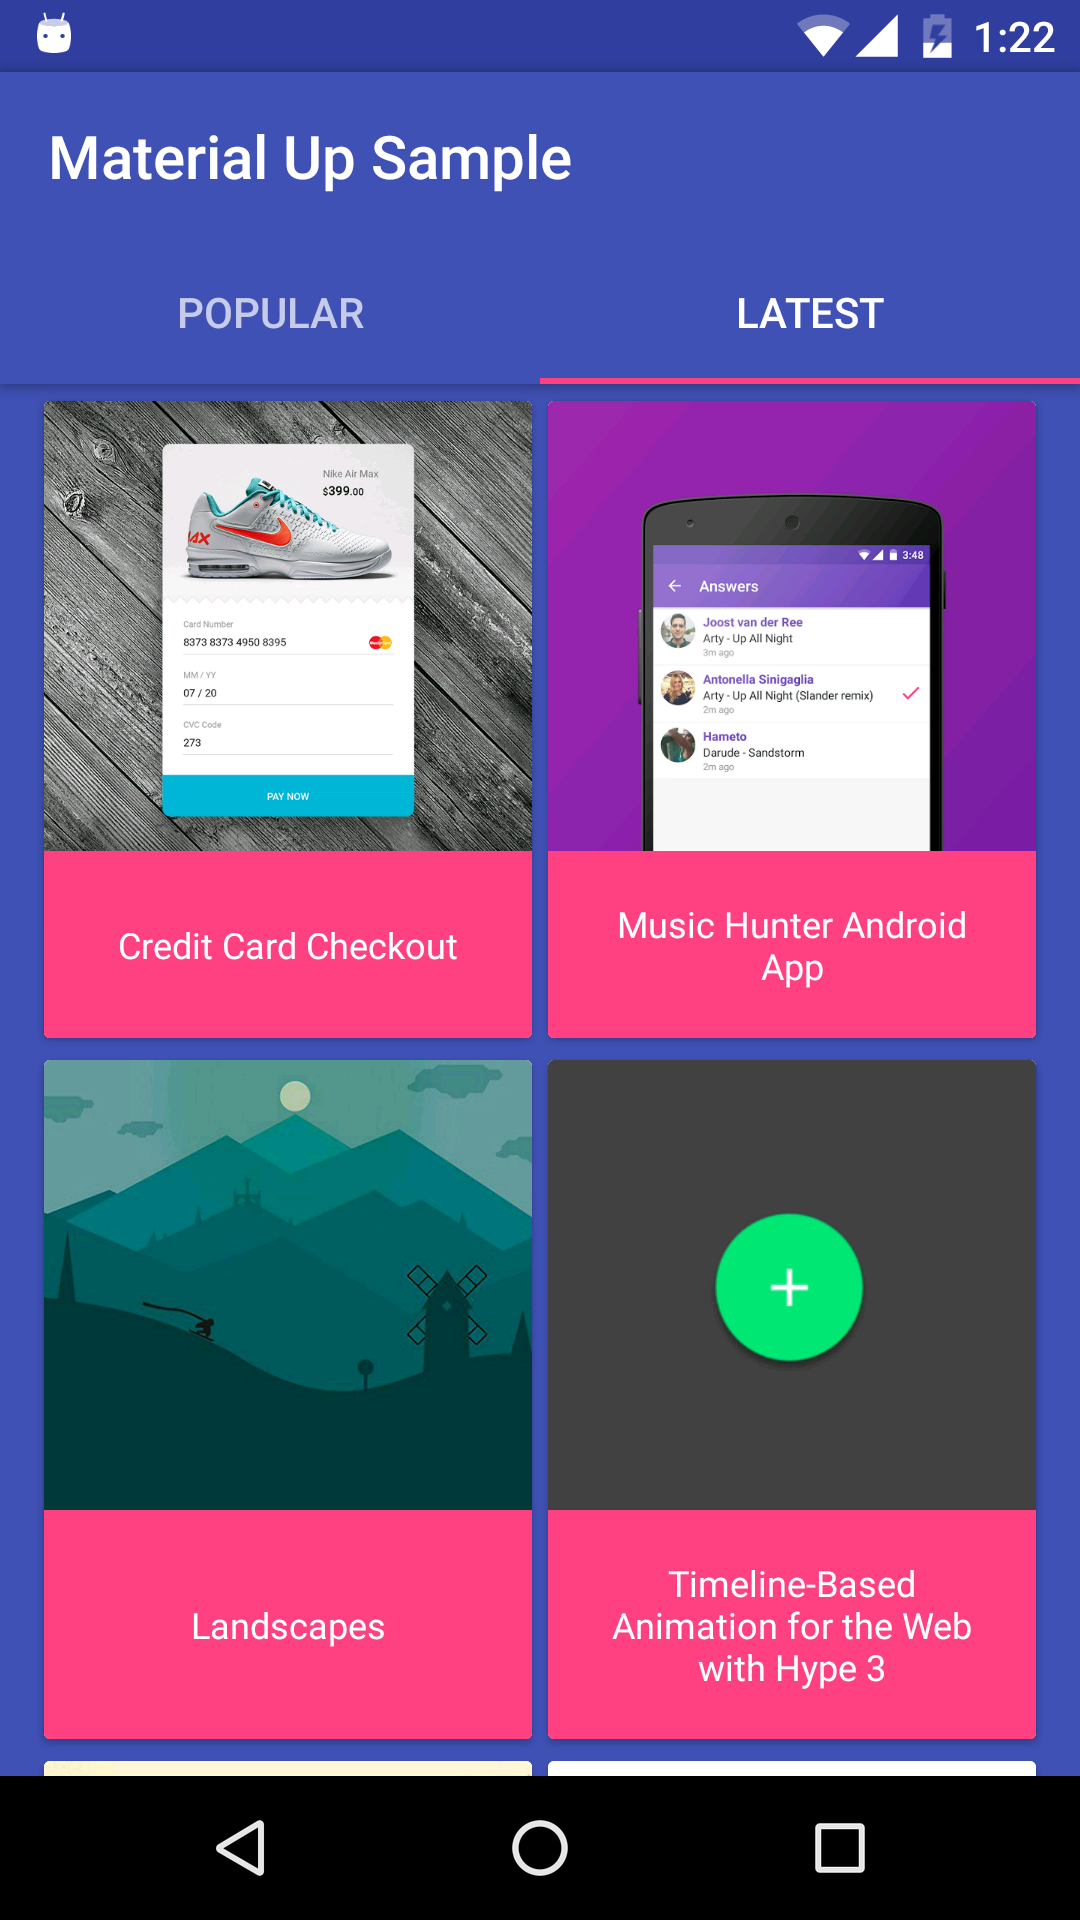 1:22
Material Up Sample
POPULAR
LATEST
Nike Air Max
$399.00
Card Number
8373 8373 4950 8395
MM / YY
07 / 20
CVC Code
273
PAY NOW
Credit Card Checkout
3:48
Answers
Joost van der Ree
Arty - Up All Night
3m ago
Antonella Sinigaglia
Arty - Up All Night (Slander remix)
2m ago
Hameto
Darude - Sandstorm
2m ago
Music Hunter Android
App
Landscapes
Timeline-Based
Animation for the Web
with Hype 3